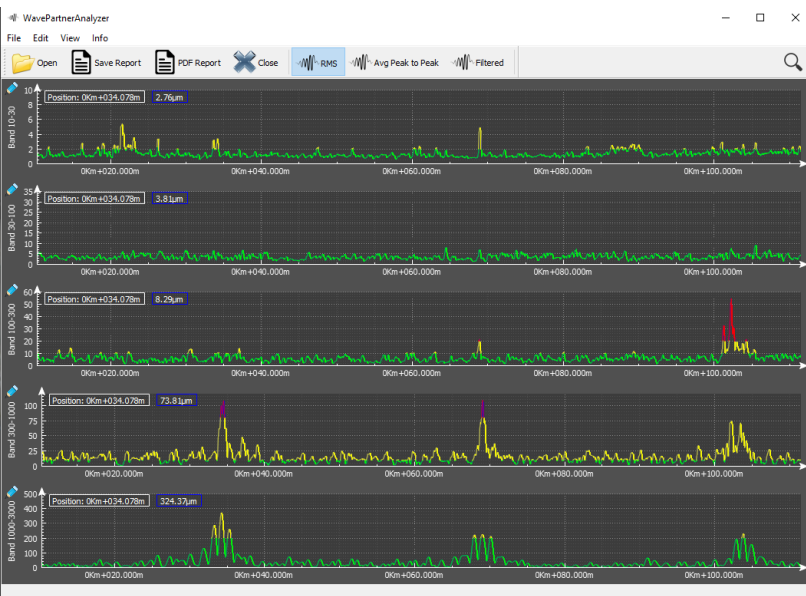 WavePartnerAnalyzer
File Edit View Info
Open Save Report PDF Report Close RMS Avg Peak to Peak Filtered
Band 10-30
10
8
6
4
2
0
Position: 0Km+034.078m 2.76µm
0Km+020.000m 0Km+040.000m 0Km+060.000m 0Km+080.000m 0Km+100.000m
Band 30-100
35
30
25
20
15
10
5
0
Position: 0Km+034.078m 3.81µm
0Km+020.000m 0Km+040.000m 0Km+060.000m 0Km+080.000m 0Km+100.000m
Band 100-300
60
50
40
30
20
10
0
Position: 0Km+034.078m 8.29µm
0Km+020.000m 0Km+040.000m 0Km+060.000m 0Km+080.000m 0Km+100.000m
Band 300-1000
100
75
50
25
0
Position: 0Km+034.078m 73.81µm
0Km+020.000m 0Km+040.000m 0Km+060.000m 0Km+080.000m 0Km+100.000m
Band 1000-3000
500
400
300
200
100
0
Position: 0Km+034.078m 324.37µm
0Km+020.000m 0Km+040.000m 0Km+060.000m 0Km+080.000m 0Km+100.000m